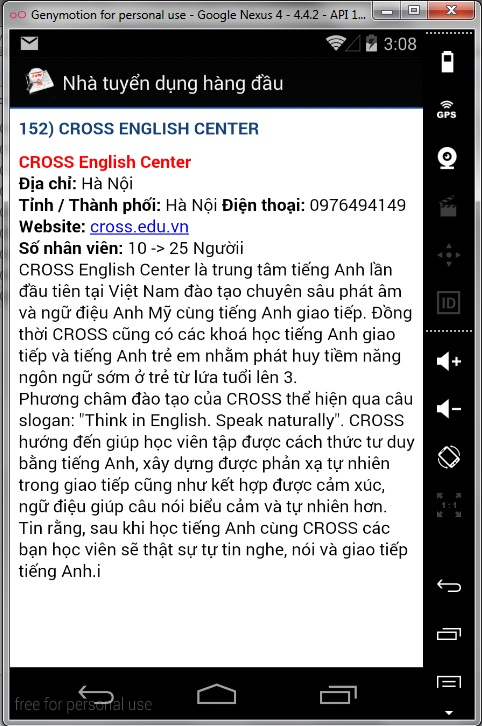 Genymotion for personal use - Google Nexus 4 - 4.4.2 - API 1...
3:08
Nhà tuyển dụng hàng đầu
152) CROSS ENGLISH CENTER
CROSS English Center
Địa chỉ: Hà Nội
Tỉnh / Thành phối: Hà Nội Điện thoại: 0976494149
Website: cross.edu.vn
Số nhân viên: 10 -> 25 Ngườii
CROSS English Center là trung tâm tiếng Anh lần
đầu tiên tại Việt Nam đào tạo chuyên sâu phát âm
và ngữ điệu Anh Mỹ cùng tiếng Anh giao tiếp. Đồng
thời CROSS cũng có các khoá học tiếng Anh giao
tiếp và tiếng Anh trẻ em nhằm phát huy tiềm năng
ngôn ngữ sớm ở trẻ từ lứa tuổi lên 3.
Phương châm đào tạo của CROSS thể hiện qua câu
slogan: "Think in English. Speak naturally". CROSS
hướng đến giúp học viên tập được cách thức tư duy
bằng tiếng Anh, xây dựng được phản xạ tự nhiên
trong giao tiếp cũng như kết hợp được cảm xúc,
ngữ điệu giúp câu nói biểu cảm và tự nhiên hơn.
Tin rằng, sau khi học tiếng Anh cùng CROSS các
bạn học viên sẽ thật sự tự tin nghe, nói và giao tiếp
tiếng Anh.i
GPS
ID
1:1
free for personal use